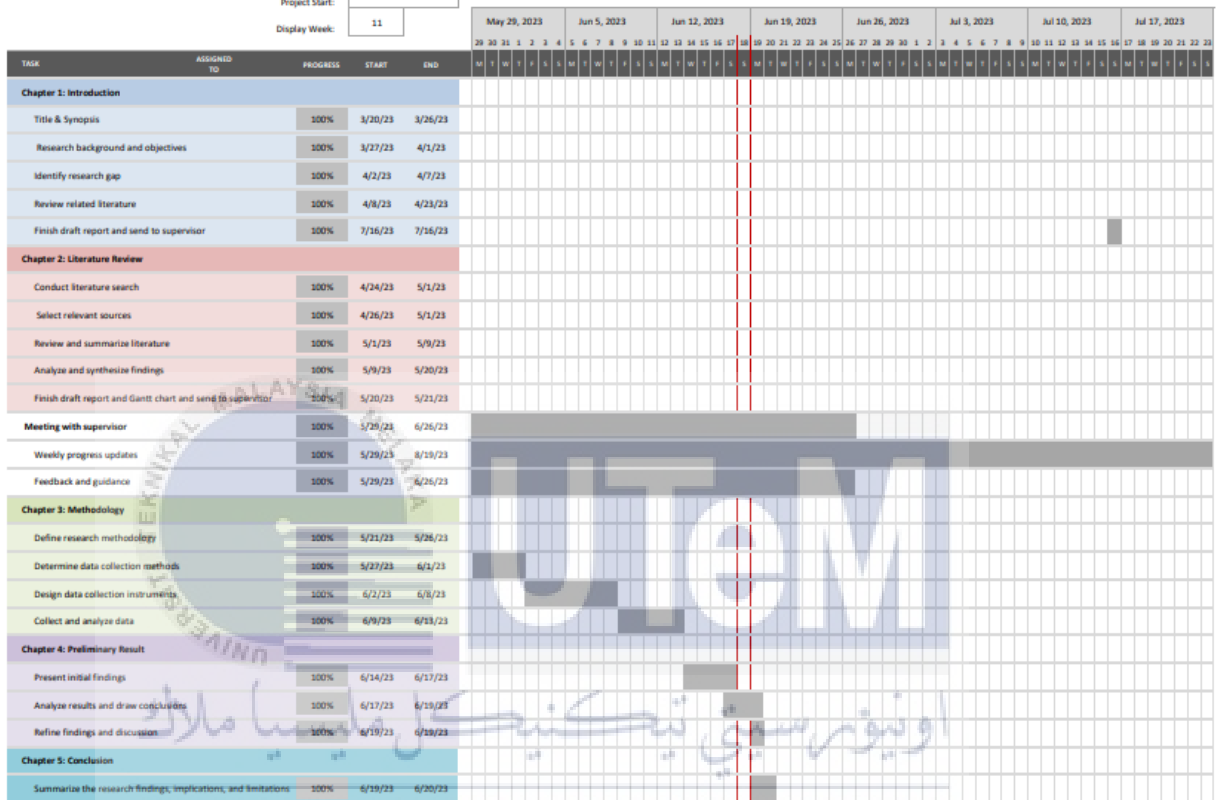 Project Start:
Display Week: 11
May 29, 2023 Jun 5, 2023 Jun 12, 2023 Jun 19, 2023 Jun 26, 2023 Jul 3, 2023 Jul 10, 2023 Jul 17, 2023
29 30 31 1 2 3 4 5 6 7 8 9 10 11 12 13 14 15 16 17 18 19 20 21 22 23 24 25 26 27 28 29 30 1 2 3 4 5 6 7 8 9 10 11 12 13 14 15 16 17 18 19 20 21 22 23
TASK ASSIGNED TO PROGRESS START END M T W T F S S M T W T F S S M T W T F S S M T W T F S S M T W T F S S M T W T F S S M T W T F S S M T W T F S S
Chapter 1: Introduction
Title & Synopsis 100% 3/20/23 3/26/23
Research background and objectives 100% 3/27/23 4/1/23
Identify research gap 100% 4/2/23 4/7/23
Review related literature 100% 4/8/23 4/23/23
Finish draft report and send to supervisor 100% 7/16/23 7/16/23
Chapter 2: Literature Review
Conduct literature search 100% 4/24/23 5/1/23
Select relevant sources 100% 4/26/23 5/1/23
Review and summarize literature 100% 5/1/23 5/9/23
Analyze and synthesize findings 100% 5/9/23 5/20/23
Finish draft report and Gantt chart and send to supervisor 100% 5/20/23 5/21/23
Meeting with supervisor 100% 5/29/23 6/26/23
Weekly progress updates 100% 5/29/23 8/19/23
Feedback and guidance 100% 5/29/23 6/26/23
Chapter 3: Methodology
Define research methodology 100% 5/21/23 5/26/23
Determine data collection methods 100% 5/27/23 6/1/23
Design data collection instruments 100% 6/2/23 6/8/23
Collect and analyze data 100% 6/9/23 6/13/23
Chapter 4: Preliminary Result
Present initial findings 100% 6/14/23 6/17/23
Analyze results and draw conclusions 100% 6/17/23 6/19/23
Refine findings and discussion 100% 6/19/23 6/19/23
Chapter 5: Conclusion
Summarize the research findings, implications, and limitations 100% 6/19/23 6/20/23
UNIVERSITI TEKNIKAL MALAYSIA MELAKA
UTeM
اونيۏرسيتي تيكنيكل مليسيا ملاك